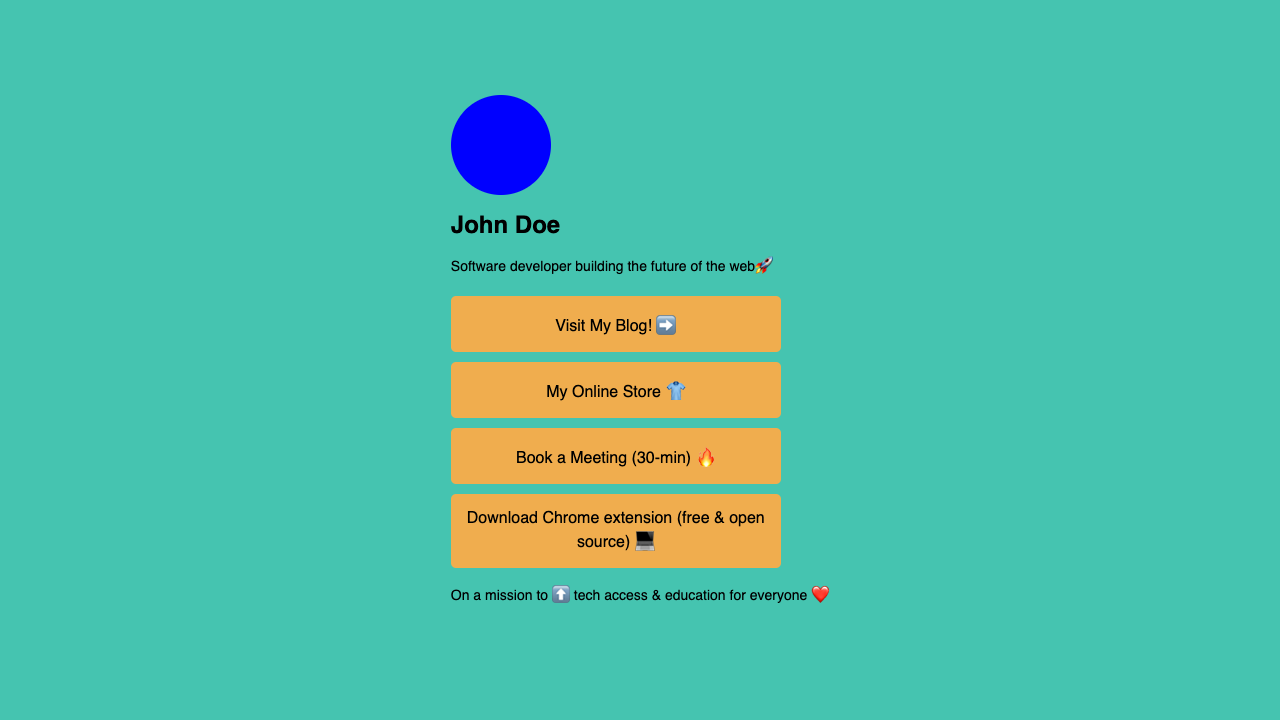 John Doe
Software developer building the future of the web🚀
Visit My Blog! ➡️
My Online Store 👕
Book a Meeting (30-min) 🔥
Download Chrome extension (free & open
source) 💻
On a mission to ⬆️ tech access & education for everyone ❤️